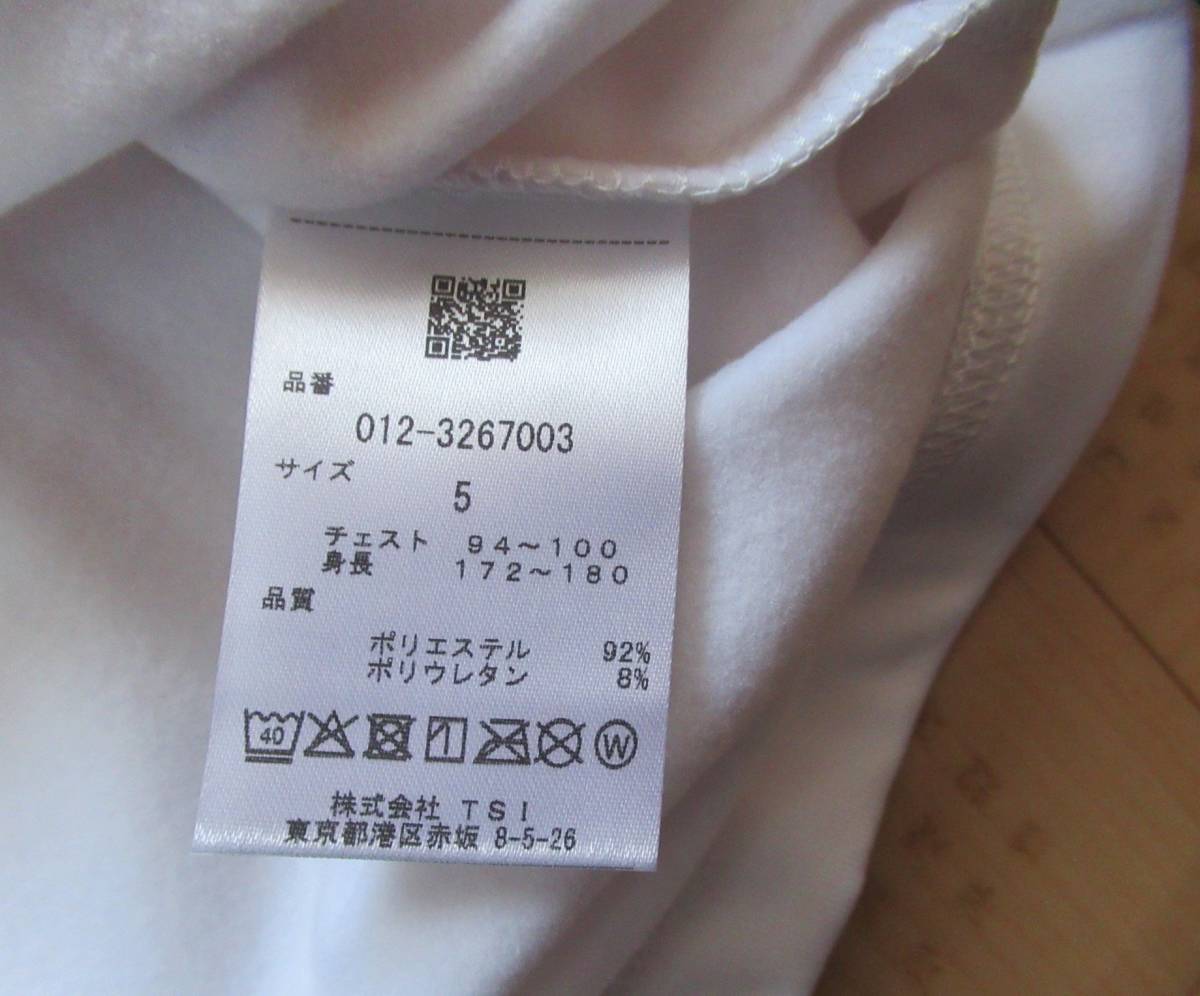 品番
012-3267003
サイズ
5
チェスト 94～100
身長 172～180
品質
ポリエステル 92%
ポリウレタン 8%
40 W
株式会社 TSI
東京都港区赤坂 8-5-26